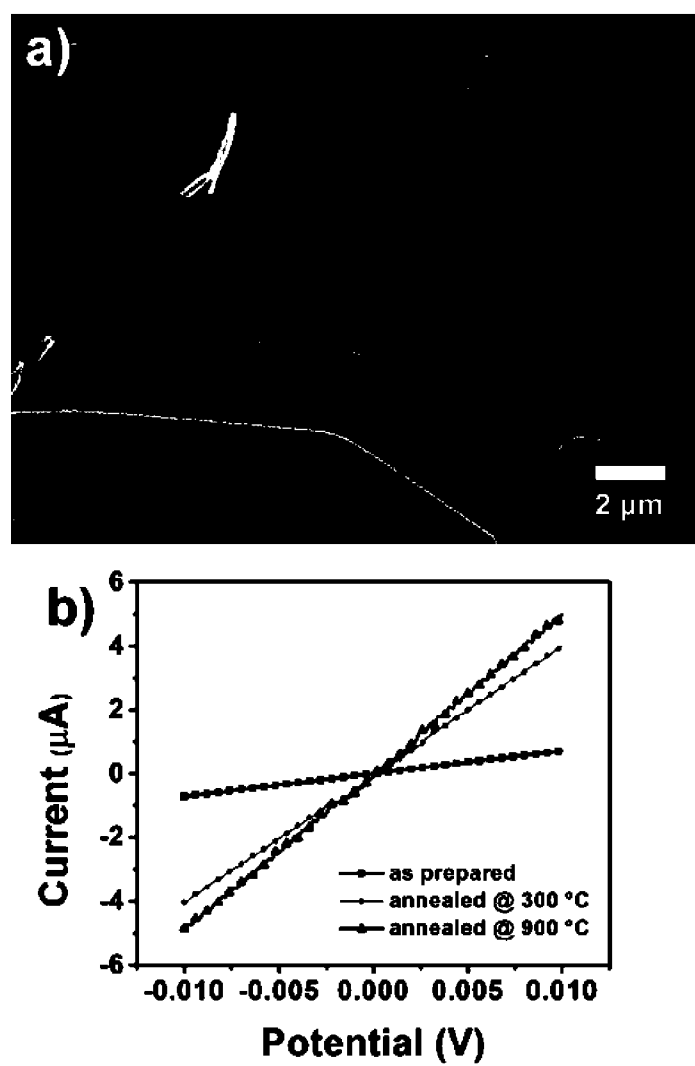 a)
2 µm
b)
6
4
2
0
-2
-4
-6
Current (µA)
as prepared
annealed @ 300 °C
annealed @ 900 °C
-0.010 -0.005 0.000 0.005 0.010
Potential (V)